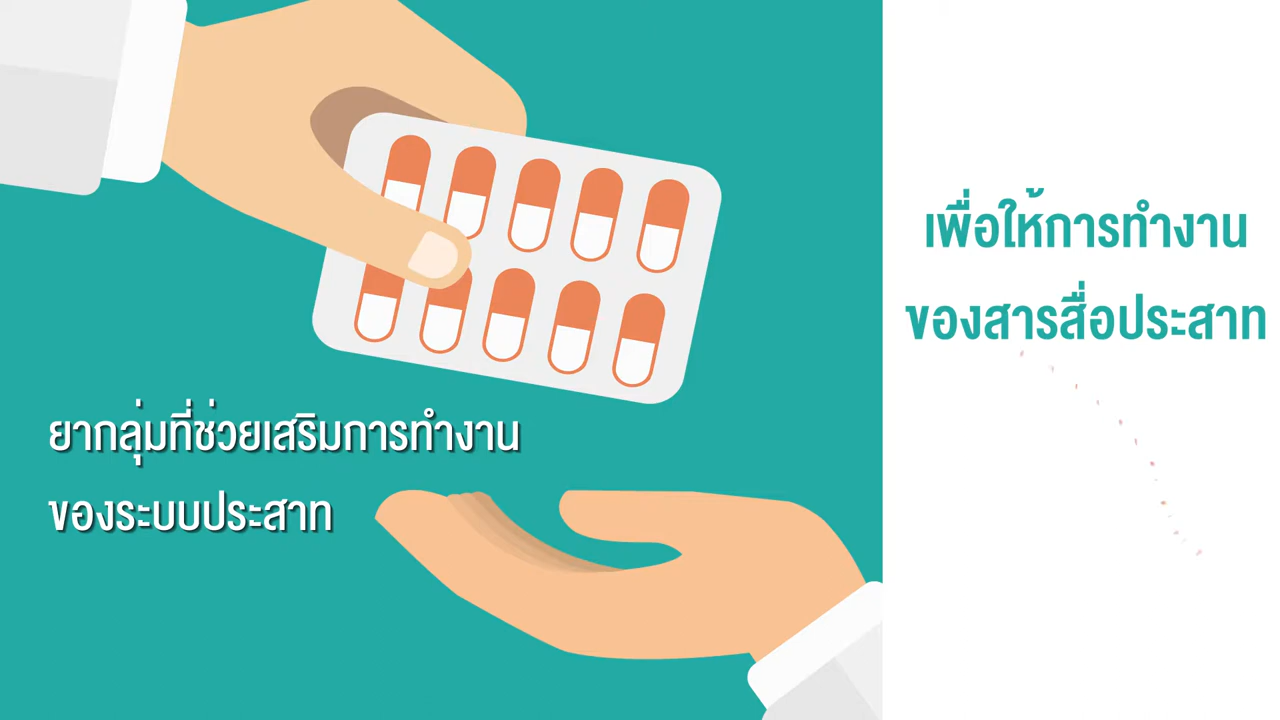 ยากลุ่มที่ช่วยเสริมการทำงาน
ของระบบประสาท
เพื่อให้การทำงาน
ของสารสื่อประสาท